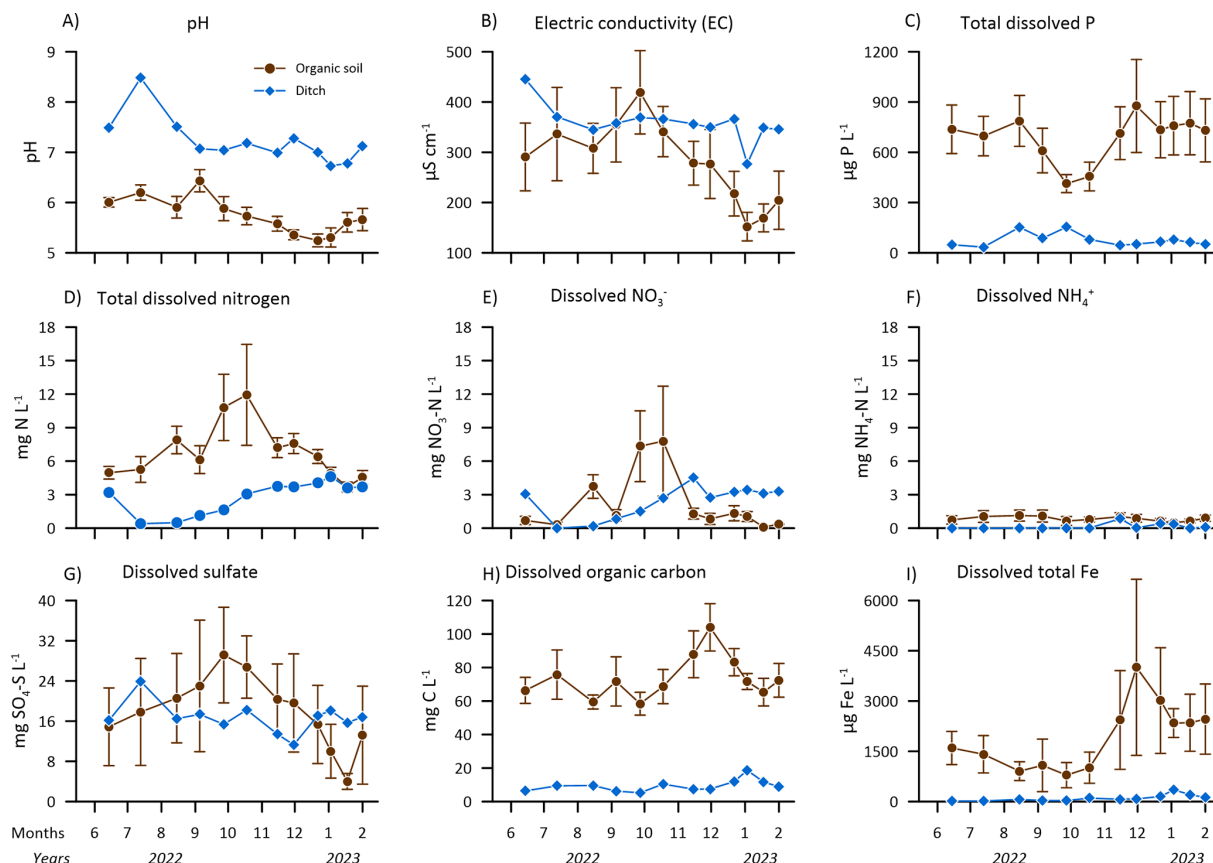 A) pH
B) Electric conductivity (EC)
C) Total dissolved P
9
8
7
6
5
pH
Organic soil
Ditch
500
400
300
200
100
µS cm⁻¹
1200
900
600
300
0
µg P L⁻¹
D) Total dissolved nitrogen
E) Dissolved NO₃⁻
F) Dissolved NH₄⁺
18
15
12
9
6
3
0
mg N L⁻¹
18
15
12
9
6
3
0
mg NO₃-N L⁻¹
18
15
12
9
6
3
0
mg NH₄-N L⁻¹
G) Dissolved sulfate
H) Dissolved organic carbon
I) Dissolved total Fe
40
32
24
16
8
0
mg SO₄-S L⁻¹
120
100
80
60
40
20
0
mg C L⁻¹
6000
4500
3000
1500
0
µg Fe L⁻¹
Months 6 7 8 9 10 11 12 1 2
6 7 8 9 10 11 12 1 2
6 7 8 9 10 11 12 1 2
Years 2022 2023
2022 2023
2022 2023